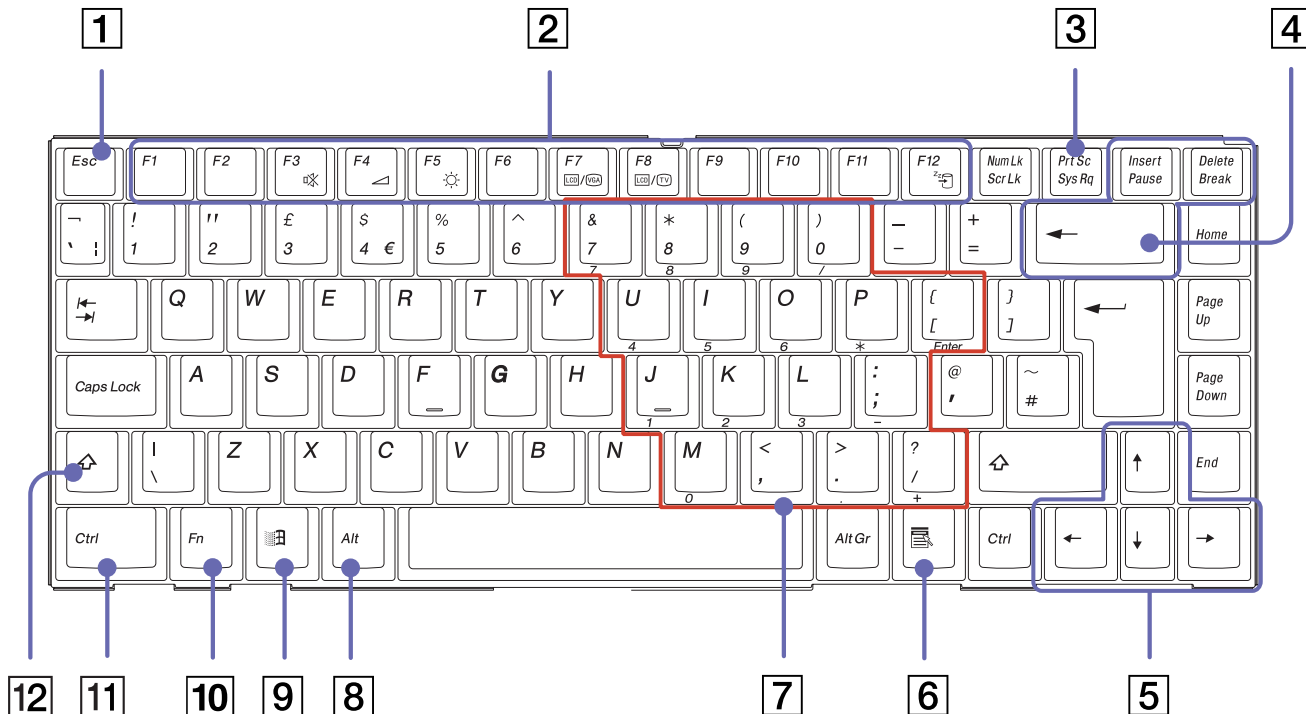 1 2 3 4
Esc F1 F2 F3 F4 F5 F6 F7 F8 F9 F10 F11 F12 Num Lk Prt Sc Insert Delete
LCD/VGA LCD/TV Zzz Scr Lk Sys Rq Pause Break
¬ ! " £ $ % ^ & * ( ) _ +
` ¦ 1 2 3 4 € 5 6 7 8 9 0 - = ← Home
7 8 9 /
Q W E R T Y U I O P { } Page
[ ] Up
4 5 6 * Enter
Caps Lock A S D F G H J K L : @ ~ Page
; ' # Down
1 2 3 -
| Z X C V B N M < > ? ↑ End
\ , . /
0 . +
Ctrl Fn Alt Alt Gr Ctrl ← ↓ →
12 11 10 9 8 7 6 5